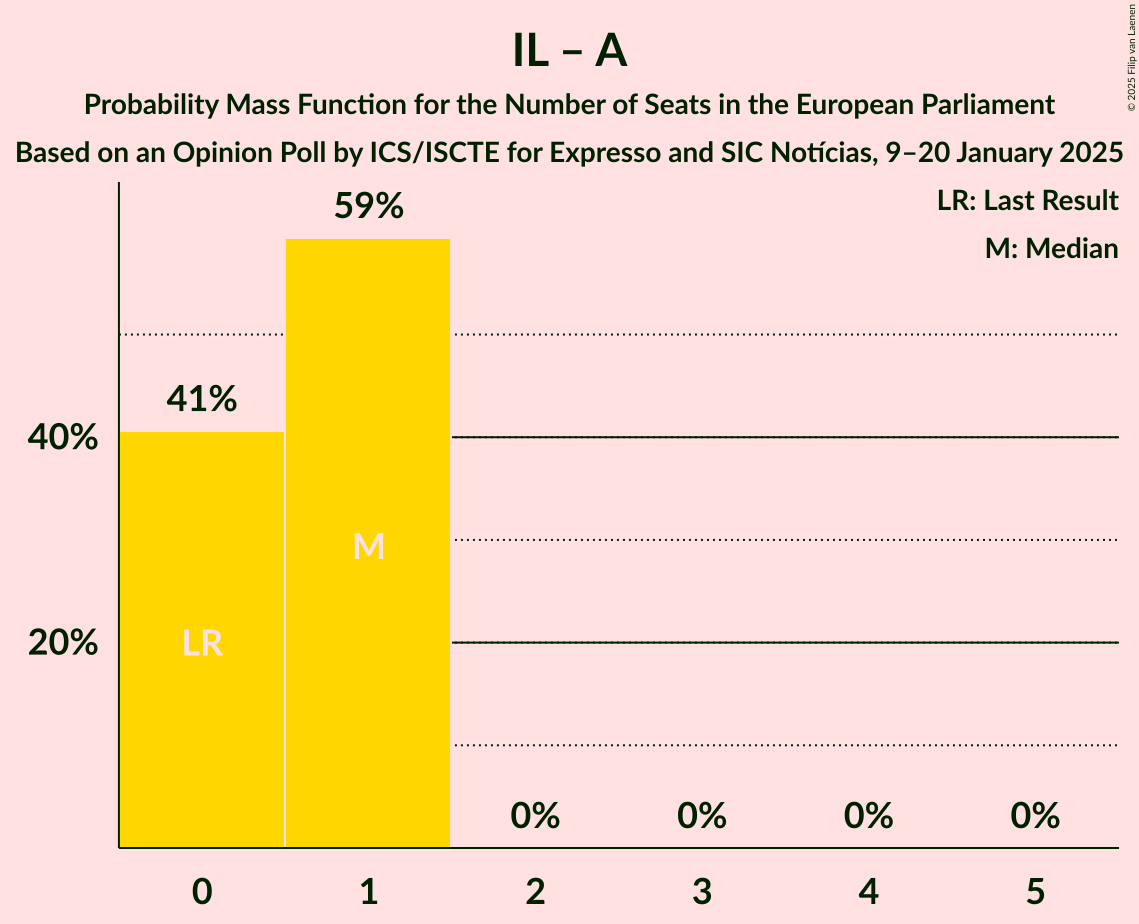 IL – A
Probability Mass Function for the Number of Seats in the European Parliament
Based on an Opinion Poll by ICS/ISCTE for Expresso and SIC Notícias, 9–20 January 2025
© 2025 Filip van Laenen
LR: Last Result
M: Median
59%
41%
40%
M
LR
20%
0% 0% 0% 0%
0 1 2 3 4 5